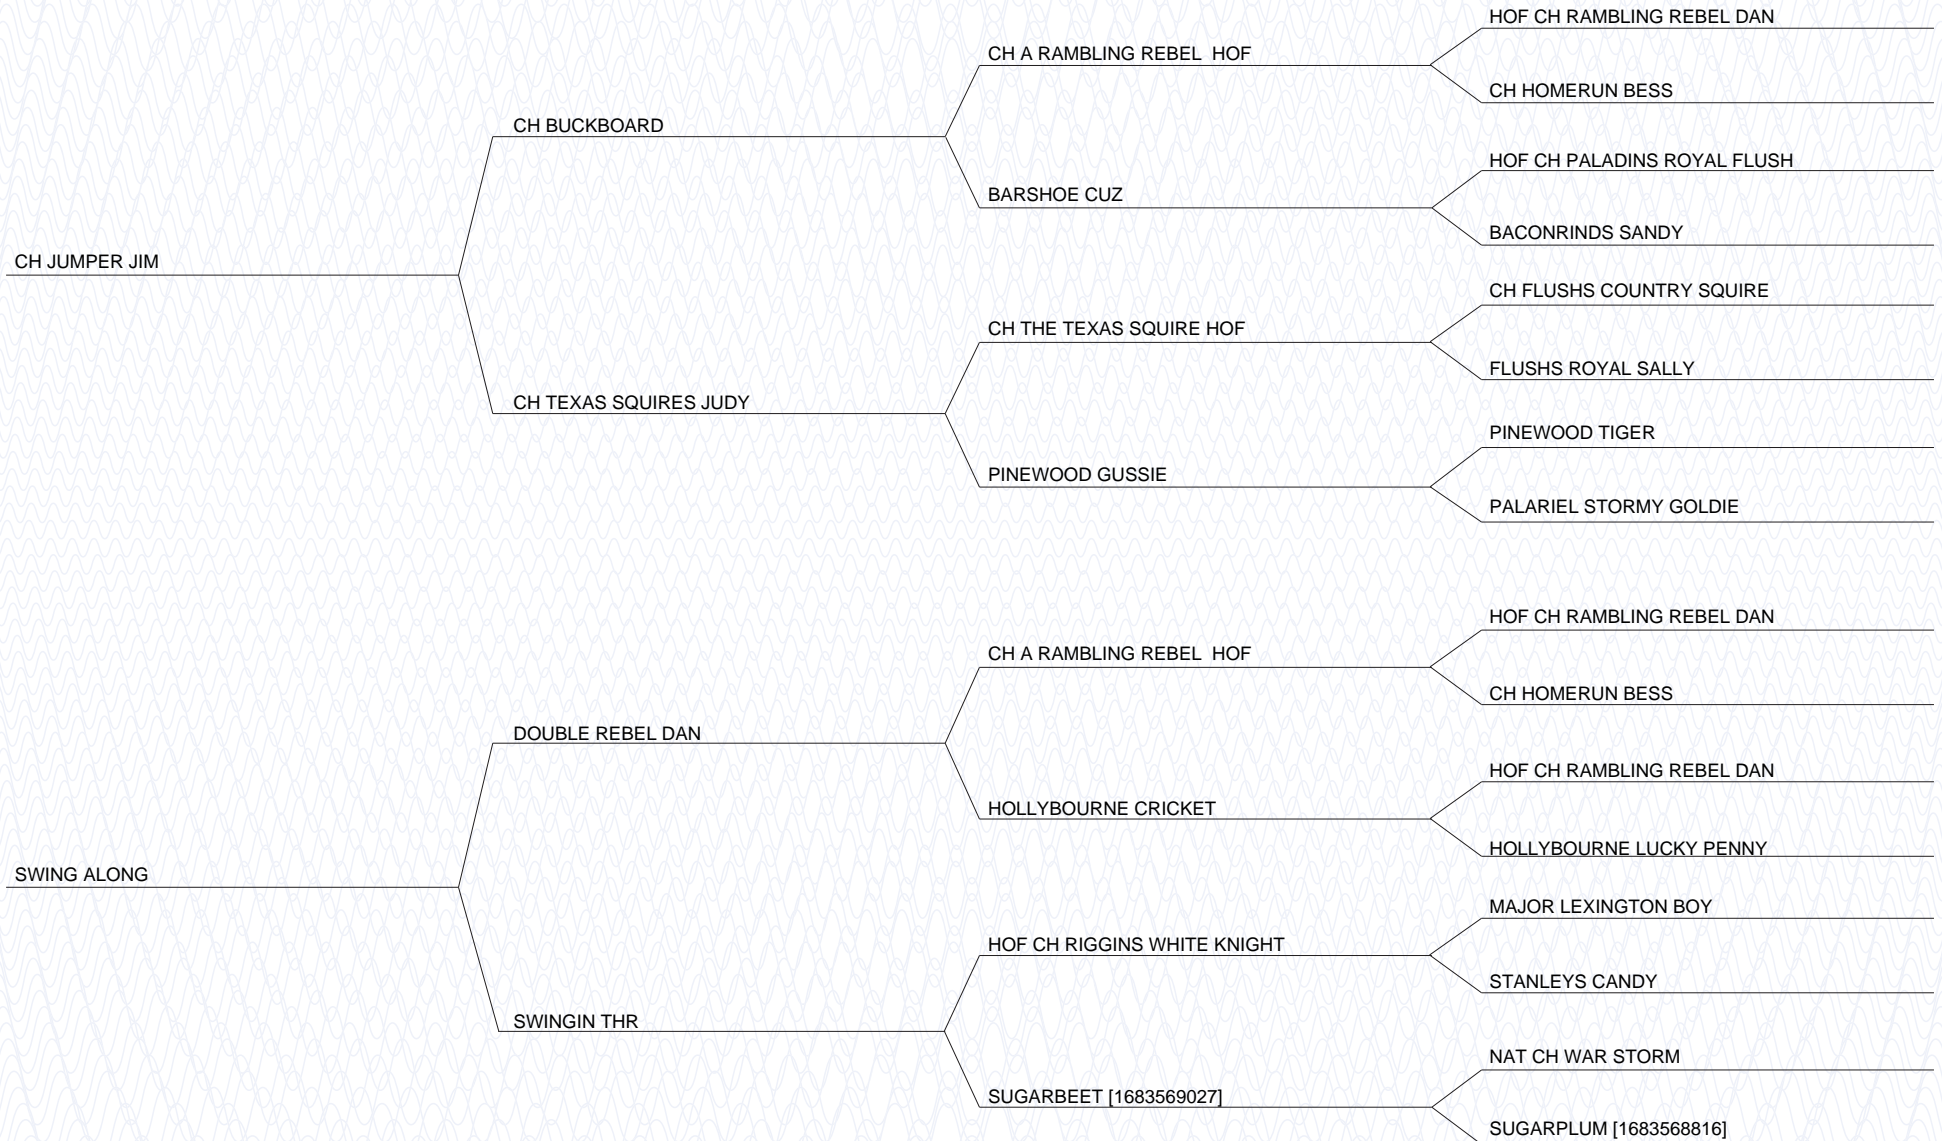 HOF CH RAMBLING REBEL DAN
CH A RAMBLING REBEL  HOF
CH HOMERUN BESS
CH BUCKBOARD
HOF CH PALADINS ROYAL FLUSH
BARSHOE CUZ
BACONRINDS SANDY
CH JUMPER JIM
CH FLUSHS COUNTRY SQUIRE
CH THE TEXAS SQUIRE HOF
FLUSHS ROYAL SALLY
CH TEXAS SQUIRES JUDY
PINEWOOD TIGER
PINEWOOD GUSSIE
PALARIEL STORMY GOLDIE
HOF CH RAMBLING REBEL DAN
CH A RAMBLING REBEL  HOF
CH HOMERUN BESS
DOUBLE REBEL DAN
HOF CH RAMBLING REBEL DAN
HOLLYBOURNE CRICKET
HOLLYBOURNE LUCKY PENNY
SWING ALONG
MAJOR LEXINGTON BOY
HOF CH RIGGINS WHITE KNIGHT
STANLEYS CANDY
SWINGIN THR
NAT CH WAR STORM
SUGARBEET [1683569027]
SUGARPLUM [1683568816]